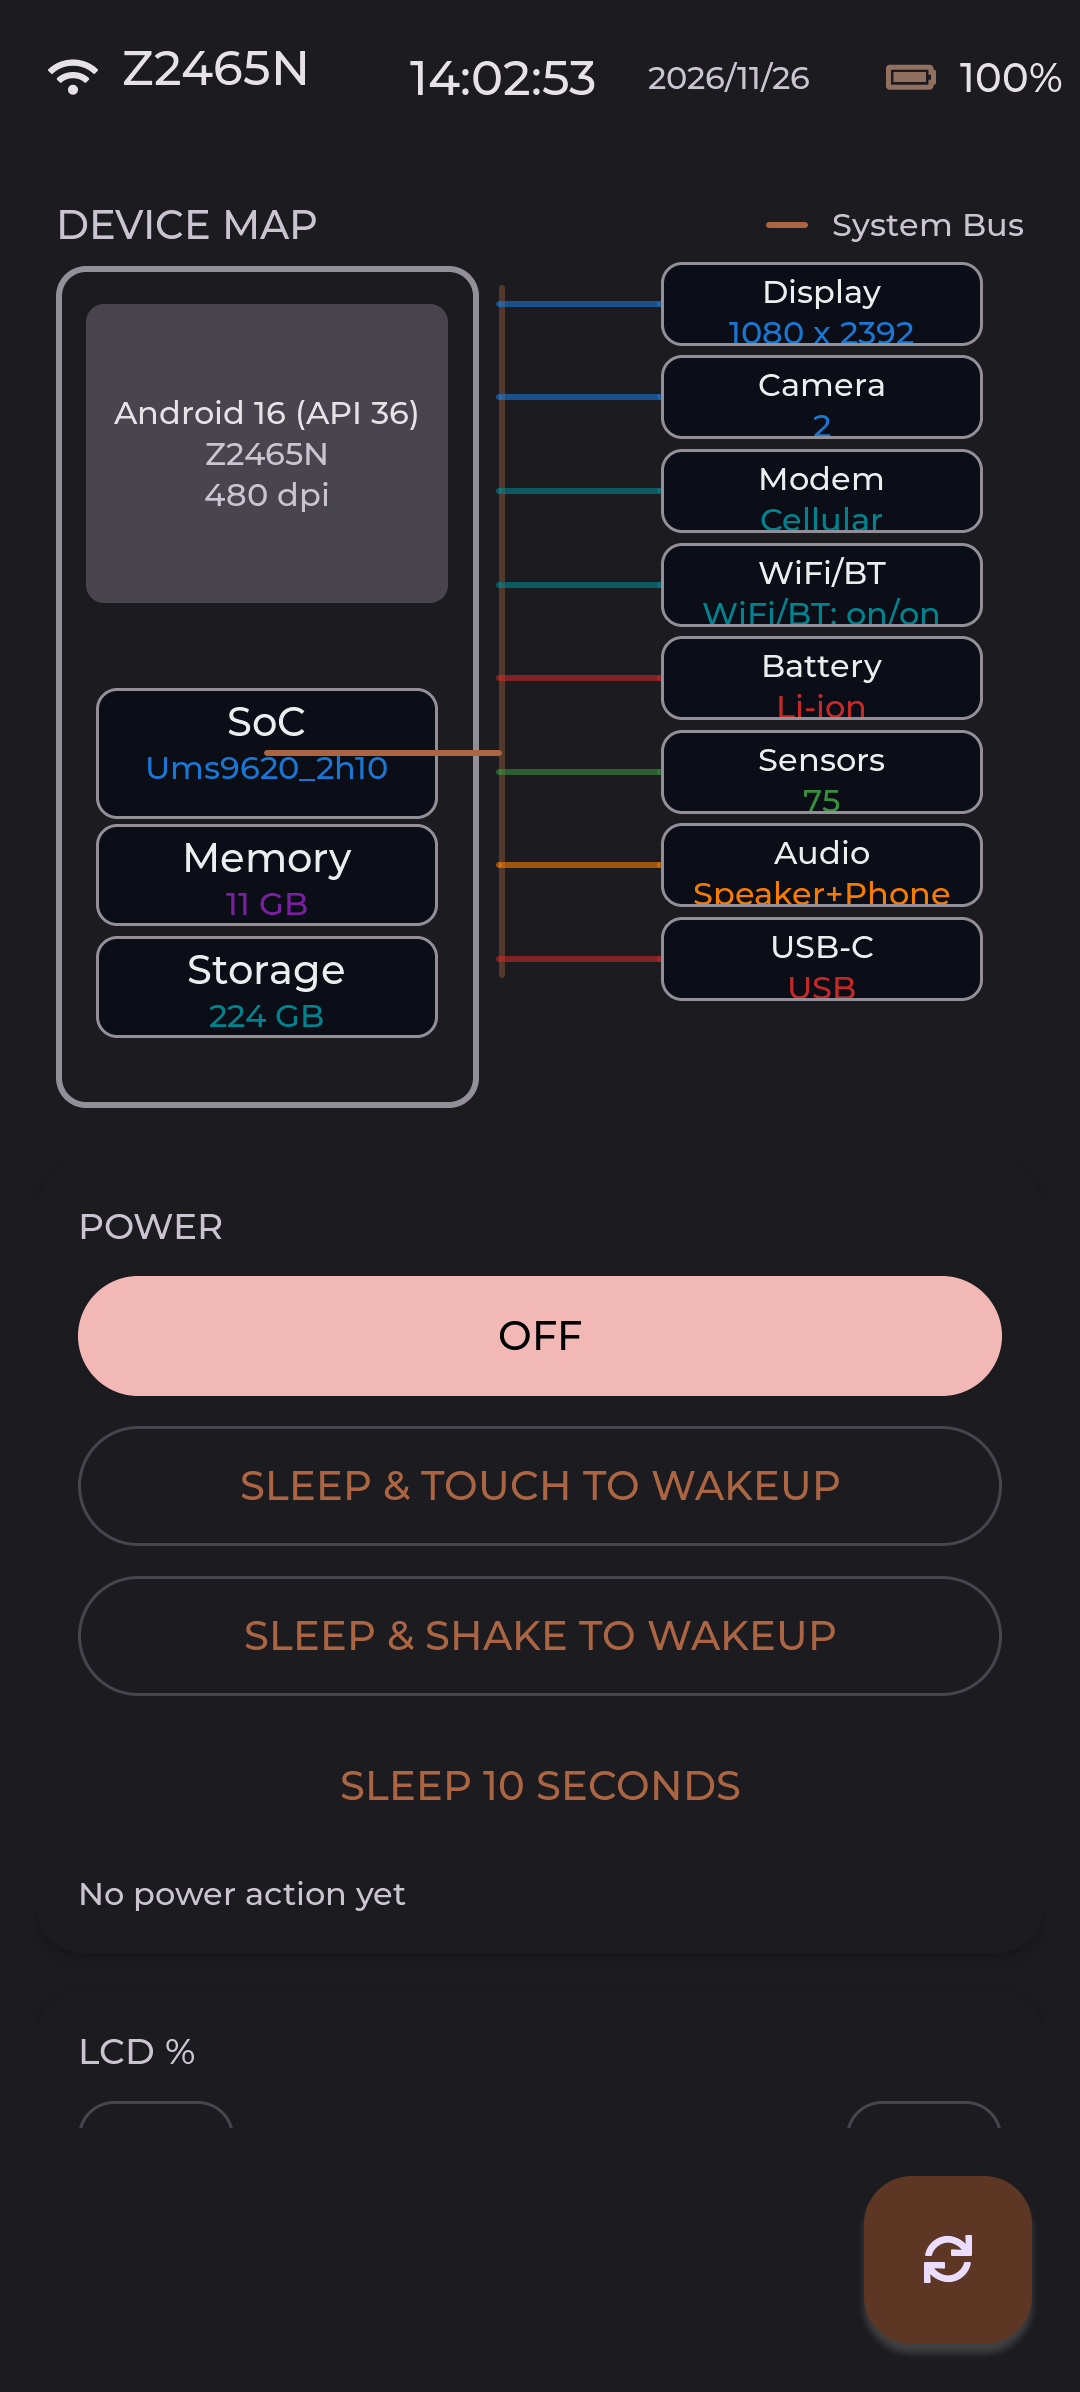 Z2465N
14:02:53
2026/11/26
100%
DEVICE MAP
System Bus
Android 16 (API 36)
Z2465N
480 dpi
SoC
Ums9620_2h10
Memory
11 GB
Storage
224 GB
Display
1080 x 2392
Camera
2
Modem
Cellular
WiFi/BT
WiFi/BT: on/on
Battery
Li-ion
Sensors
75
Audio
Speaker+Phone
USB-C
USB
POWER
OFF
SLEEP & TOUCH TO WAKEUP
SLEEP & SHAKE TO WAKEUP
SLEEP 10 SECONDS
No power action yet
LCD %